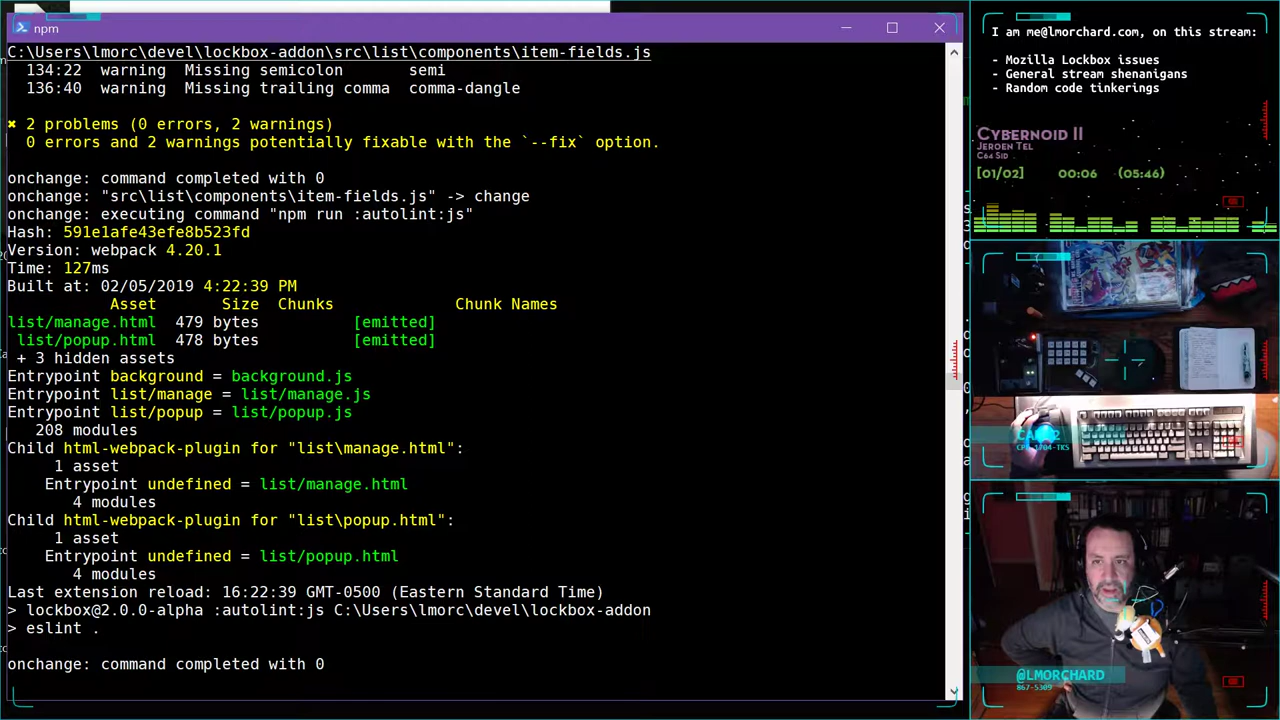 npm
C:\Users\lmorc\devel\lockbox-addon\src\list\components\item-fields.js
134:22  warning  Missing semicolon       semi
136:40  warning  Missing trailing comma  comma-dangle
✖ 2 problems (0 errors, 2 warnings)
0 errors and 2 warnings potentially fixable with the `--fix` option.
onchange: command completed with 0
onchange: "src\list\components\item-fields.js" -> change
onchange: executing command "npm run :autolint:js"
Hash: 591e1afe43efe8b523fd
Version: webpack 4.20.1
Time: 127ms
Built at: 02/05/2019 4:22:39 PM
Asset       Size  Chunks             Chunk Names
list/manage.html  479 bytes          [emitted]
list/popup.html  478 bytes          [emitted]
+ 3 hidden assets
Entrypoint background = background.js
Entrypoint list/manage = list/manage.js
Entrypoint list/popup = list/popup.js
208 modules
Child html-webpack-plugin for "list\manage.html":
1 asset
Entrypoint undefined = list/manage.html
4 modules
Child html-webpack-plugin for "list\popup.html":
1 asset
Entrypoint undefined = list/popup.html
4 modules
Last extension reload: 16:22:39 GMT-0500 (Eastern Standard Time)
> lockbox@2.0.0-alpha :autolint:js C:\Users\lmorc\devel\lockbox-addon
> eslint .
onchange: command completed with 0
I am me@lmorchard.com, on this stream:
- Mozilla Lockbox issues
- General stream shenanigans
- Random code tinkerings
Cybernoid II
Jeroen Tel
C64 Sid
[01/02] 00:06 (05:46)
@LMORCHARD
867-5309